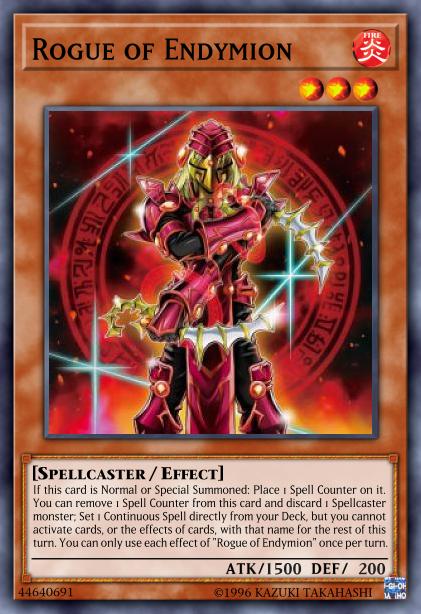 ROGUE OF ENDYMION
FIRE
炎
[SPELLCASTER / EFFECT]
If this card is Normal or Special Summoned: Place 1 Spell Counter on it.
You can remove 1 Spell Counter from this card and discard 1 Spellcaster
monster; Set 1 Continuous Spell directly from your Deck, but you cannot
activate cards, or the effects of cards, with that name for the rest of this
turn. You can only use each effect of "Rogue of Endymion" once per turn.
ATK/1500 DEF/ 200
44640691
©1996 KAZUKI TAKAHASHI